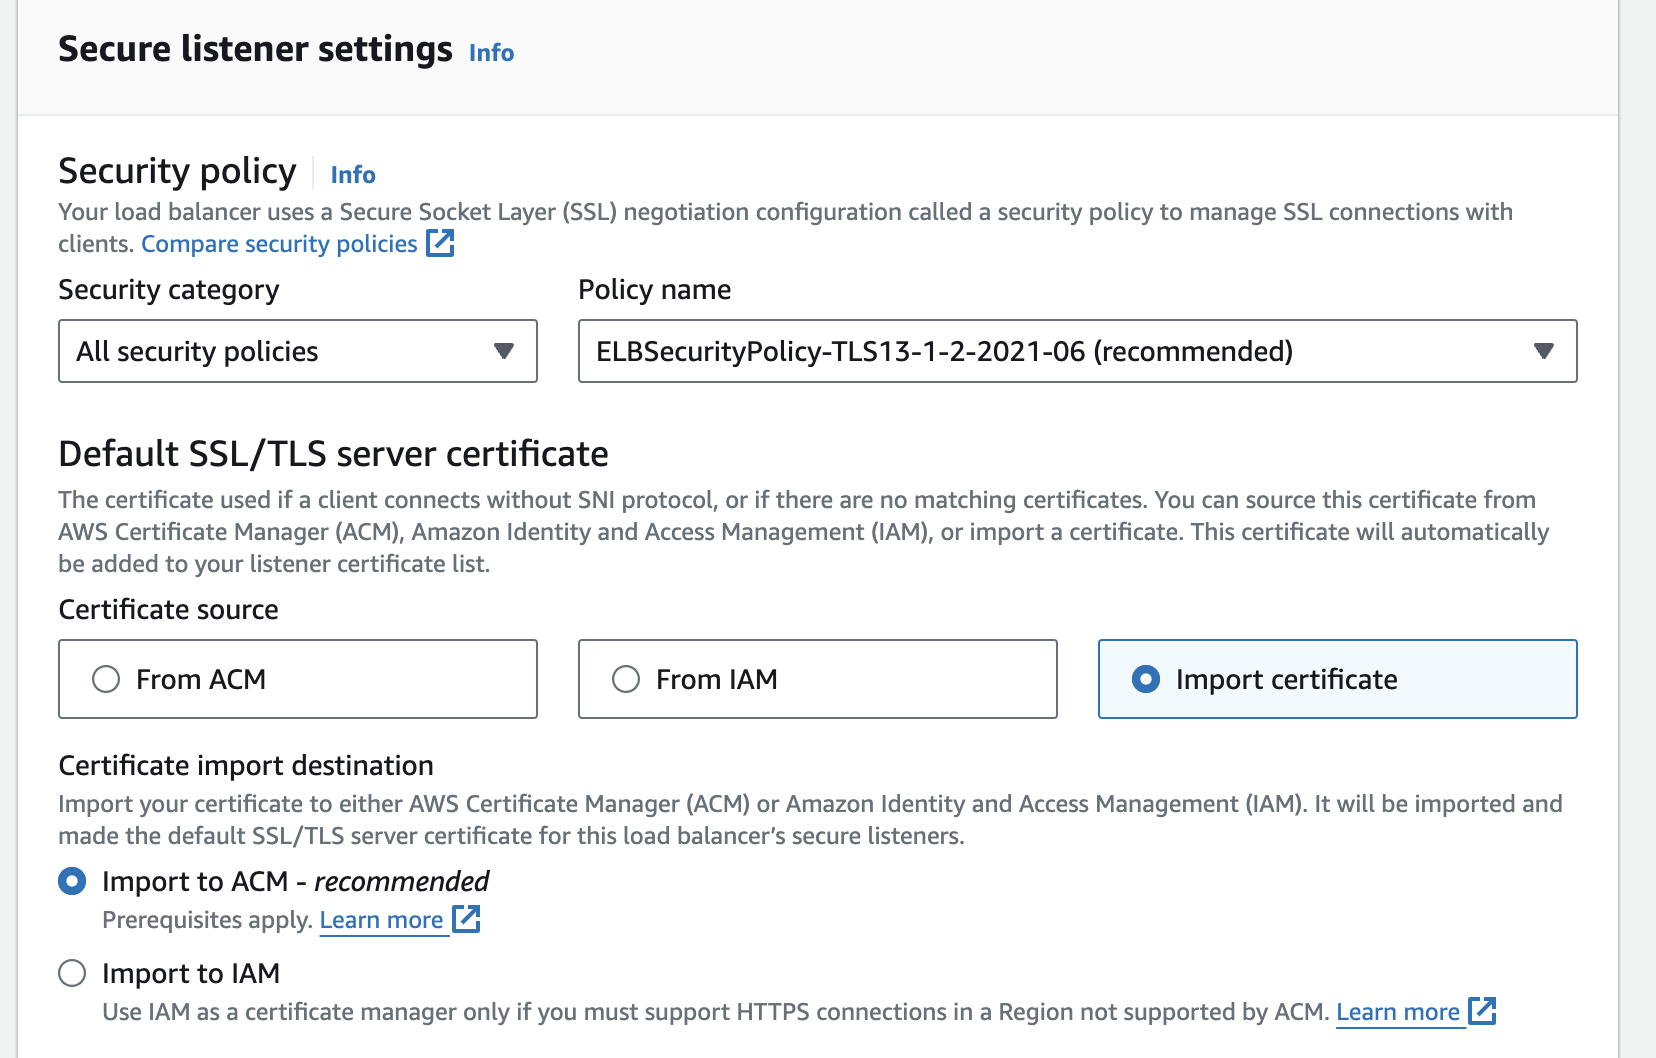 Secure listener settings Info
Security policy Info
Your load balancer uses a Secure Socket Layer (SSL) negotiation configuration called a security policy to manage SSL connections with
clients. Compare security policies
Security category Policy name
All security policies ELBSecurityPolicy-TLS13-1-2-2021-06 (recommended)
Default SSL/TLS server certificate
The certificate used if a client connects without SNI protocol, or if there are no matching certificates. You can source this certificate from
AWS Certificate Manager (ACM), Amazon Identity and Access Management (IAM), or import a certificate. This certificate will automatically
be added to your listener certificate list.
Certificate source
From ACM From IAM Import certificate
Certificate import destination
Import your certificate to either AWS Certificate Manager (ACM) or Amazon Identity and Access Management (IAM). It will be imported and
made the default SSL/TLS server certificate for this load balancer’s secure listeners.
Import to ACM - recommended
Prerequisites apply. Learn more
Import to IAM
Use IAM as a certificate manager only if you must support HTTPS connections in a Region not supported by ACM. Learn more